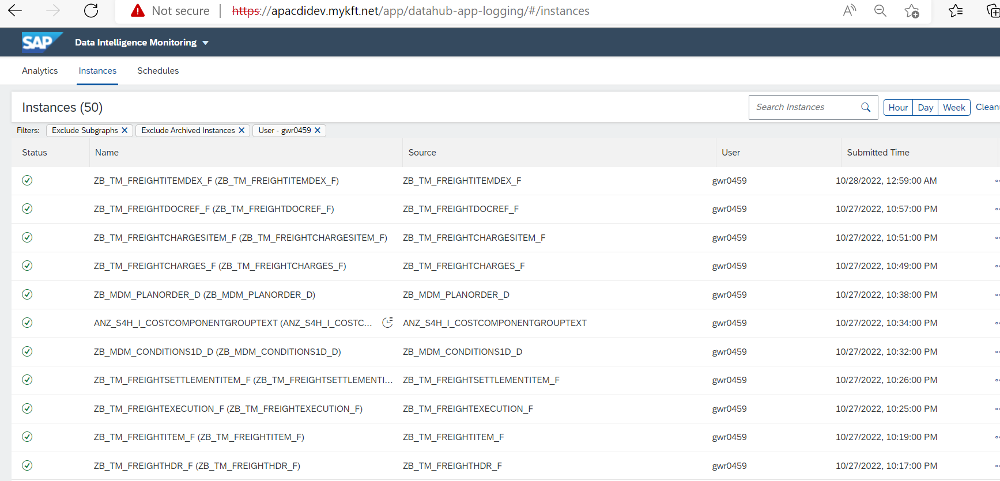 Not secure | https://apacdidev.mykft.net/app/datahub-app-logging/#/instances
SAP Data Intelligence Monitoring
Analytics Instances Schedules
Instances (50) Search Instances Hour Day Week
Filters: Exclude Subgraphs Exclude Archived Instances User - gwr0459
Status Name Source User Submitted Time
ZB_TM_FREIGHTITEMDEX_F (ZB_TM_FREIGHTITEMDEX_F) ZB_TM_FREIGHTITEMDEX_F gwr0459 10/28/2022, 12:59:00 AM
ZB_TM_FREIGHTDOCREF_F (ZB_TM_FREIGHTDOCREF_F) ZB_TM_FREIGHTDOCREF_F gwr0459 10/27/2022, 10:57:00 PM
ZB_TM_FREIGHTCHARGESITEM_F (ZB_TM_FREIGHTCHARGESITEM_F) ZB_TM_FREIGHTCHARGESITEM_F gwr0459 10/27/2022, 10:51:00 PM
ZB_TM_FREIGHTCHARGES_F (ZB_TM_FREIGHTCHARGES_F) ZB_TM_FREIGHTCHARGES_F gwr0459 10/27/2022, 10:49:00 PM
ZB_MDM_PLANORDER_D (ZB_MDM_PLANORDER_D) ZB_MDM_PLANORDER_D gwr0459 10/27/2022, 10:38:00 PM
ANZ_S4H_I_COSTCOMPONENTGROUPTEXT (ANZ_S4H_I_COSTC... ANZ_S4H_I_COSTCOMPONENTGROUPTEXT gwr0459 10/27/2022, 10:34:00 PM
ZB_MDM_CONDITIONS1D_D (ZB_MDM_CONDITIONS1D_D) ZB_MDM_CONDITIONS1D_D gwr0459 10/27/2022, 10:32:00 PM
ZB_TM_FREIGHTSETTLEMENTITEM_F (ZB_TM_FREIGHTSETTLEMENTI... ZB_TM_FREIGHTSETTLEMENTITEM_F gwr0459 10/27/2022, 10:26:00 PM
ZB_TM_FREIGHTEXECUTION_F (ZB_TM_FREIGHTEXECUTION_F) ZB_TM_FREIGHTEXECUTION_F gwr0459 10/27/2022, 10:25:00 PM
ZB_TM_FREIGHTITEM_F (ZB_TM_FREIGHTITEM_F) ZB_TM_FREIGHTITEM_F gwr0459 10/27/2022, 10:19:00 PM
ZB_TM_FREIGHTHDR_F (ZB_TM_FREIGHTHDR_F) ZB_TM_FREIGHTHDR_F gwr0459 10/27/2022, 10:17:00 PM